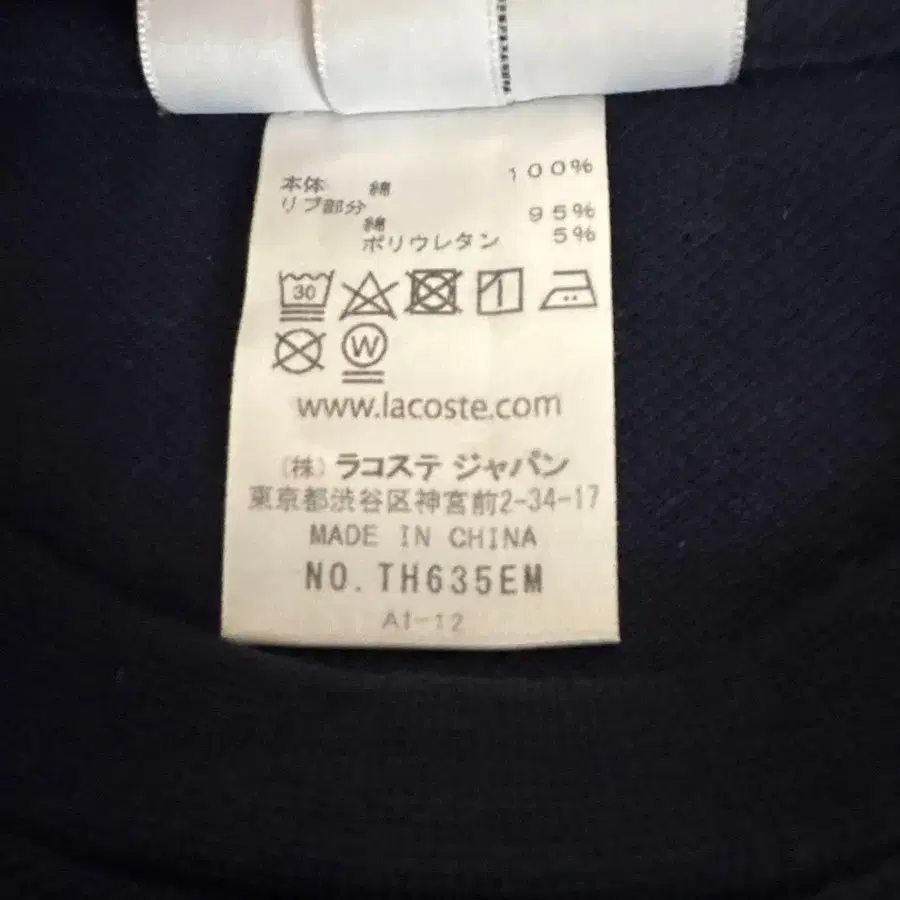 本体 綿 100%
リブ部分
綿 95%
ポリウレタン 5%
30
W
www.lacoste.com
(株) ラコステ ジャパン
東京都渋谷区神宮前2-34-17
MADE IN CHINA
NO. TH635EM
AI-12